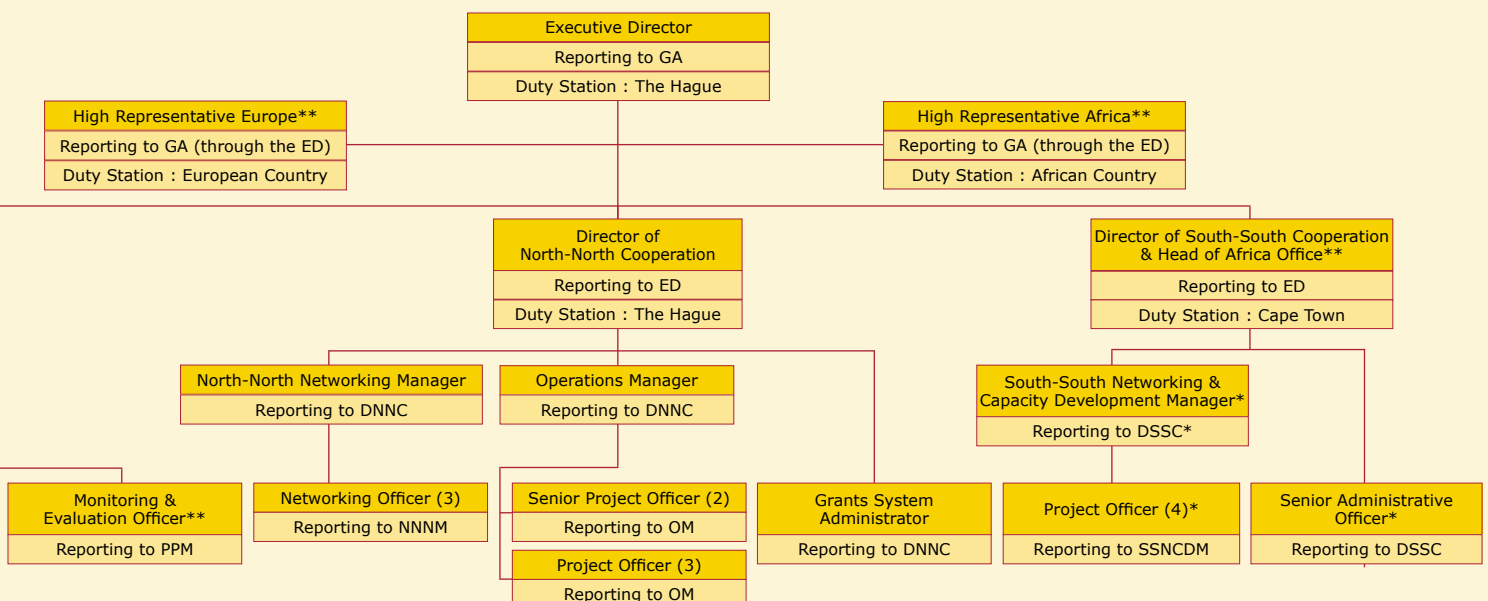 Executive Director
Reporting to GA
Duty Station : The Hague
High Representative Europe**
Reporting to GA (through the ED)
Duty Station : European Country
High Representative Africa**
Reporting to GA (through the ED)
Duty Station : African Country
Director of
North-North Cooperation
Reporting to ED
Duty Station : The Hague
Director of South-South Cooperation
& Head of Africa Office**
Reporting to ED
Duty Station : Cape Town
North-North Networking Manager
Reporting to DNNC
Operations Manager
Reporting to DNNC
South-South Networking &
Capacity Development Manager*
Reporting to DSSC*
Monitoring &
Evaluation Officer**
Reporting to PPM
Networking Officer (3)
Reporting to NNNM
Senior Project Officer (2)
Reporting to OM
Project Officer (3)
Reporting to OM
Grants System
Administrator
Reporting to DNNC
Project Officer (4)*
Reporting to SSNCDM
Senior Administrative
Officer*
Reporting to DSSC